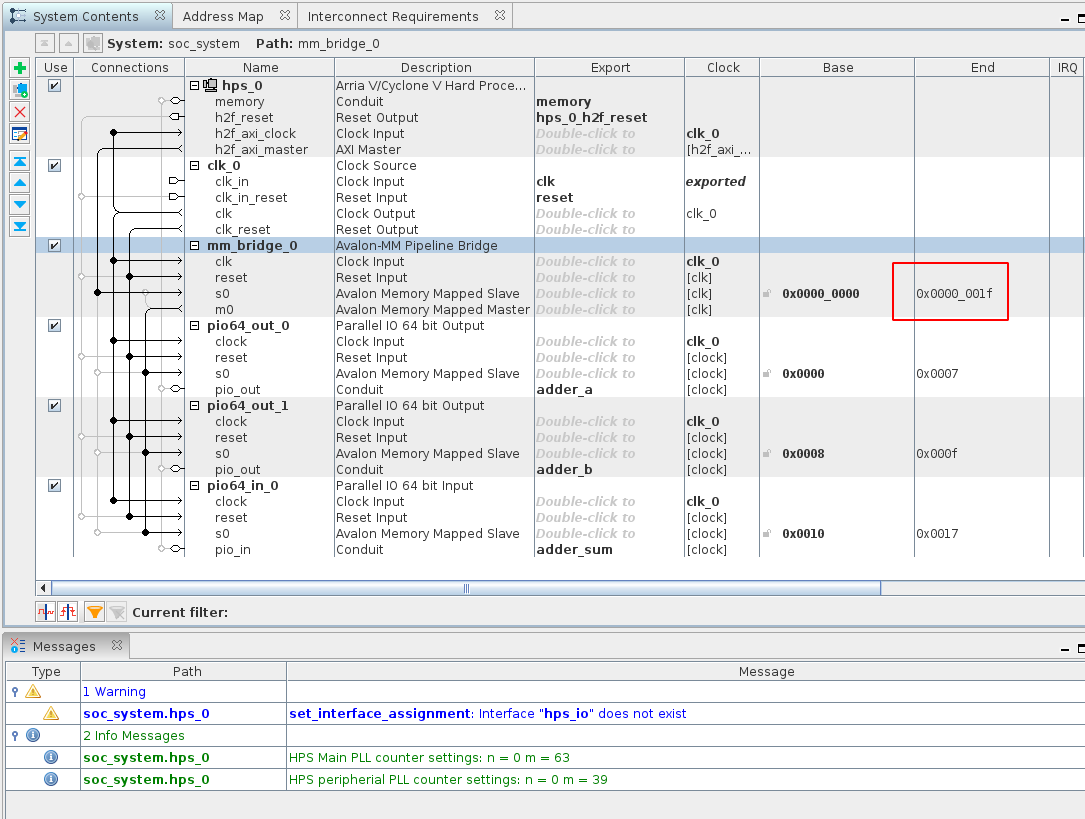 System Contents Address Map Interconnect Requirements
System: soc_system Path: mm_bridge_0
Use Connections Name Description Export Clock Base End IRQ
hps_0 Arria V/Cyclone V Hard Proce...
memory Conduit memory
h2f_reset Reset Output hps_0_h2f_reset
h2f_axi_clock Clock Input Double-click to clk_0
h2f_axi_master AXI Master Double-click to [h2f_axi_...
clk_0 Clock Source
clk_in Clock Input clk exported
clk_in_reset Reset Input reset
clk Clock Output Double-click to clk_0
clk_reset Reset Output Double-click to
mm_bridge_0 Avalon-MM Pipeline Bridge
clk Clock Input Double-click to clk_0
reset Reset Input Double-click to [clk]
s0 Avalon Memory Mapped Slave Double-click to [clk] 0x0000_0000 0x0000_001f
m0 Avalon Memory Mapped Master Double-click to [clk]
pio64_out_0 Parallel IO 64 bit Output
clock Clock Input Double-click to clk_0
reset Reset Input Double-click to [clock]
s0 Avalon Memory Mapped Slave Double-click to [clock] 0x0000 0x0007
pio_out Conduit adder_a [clock]
pio64_out_1 Parallel IO 64 bit Output
clock Clock Input Double-click to clk_0
reset Reset Input Double-click to [clock]
s0 Avalon Memory Mapped Slave Double-click to [clock] 0x0008 0x000f
pio_out Conduit adder_b [clock]
pio64_in_0 Parallel IO 64 bit Input
clock Clock Input Double-click to clk_0
reset Reset Input Double-click to [clock]
s0 Avalon Memory Mapped Slave Double-click to [clock] 0x0010 0x0017
pio_in Conduit adder_sum [clock]
Current filter:
Messages
Type Path Message
1 Warning
soc_system.hps_0 set_interface_assignment: Interface "hps_io" does not exist
2 Info Messages
soc_system.hps_0 HPS Main PLL counter settings: n = 0 m = 63
soc_system.hps_0 HPS peripherial PLL counter settings: n = 0 m = 39